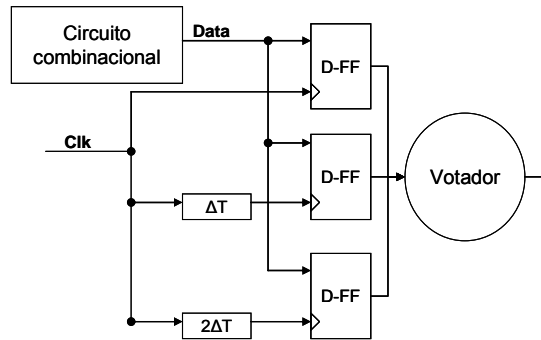 Circuito
combinacional
Data
D-FF
Clk
D-FF
Votador
ΔT
D-FF
2ΔT